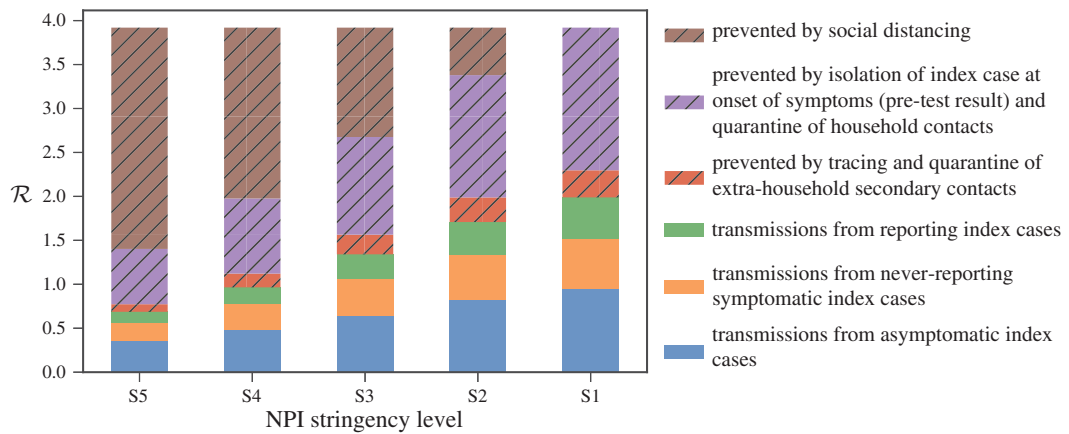 4.0
3.5
3.0
2.5
2.0
1.5
1.0
0.5
0.0
ℛ
S5 S4 S3 S2 S1
NPI stringency level
prevented by social distancing
prevented by isolation of index case at
onset of symptoms (pre-test result) and
quarantine of household contacts
prevented by tracing and quarantine of
extra-household secondary contacts
transmissions from reporting index cases
transmissions from never-reporting
symptomatic index cases
transmissions from asymptomatic index
cases